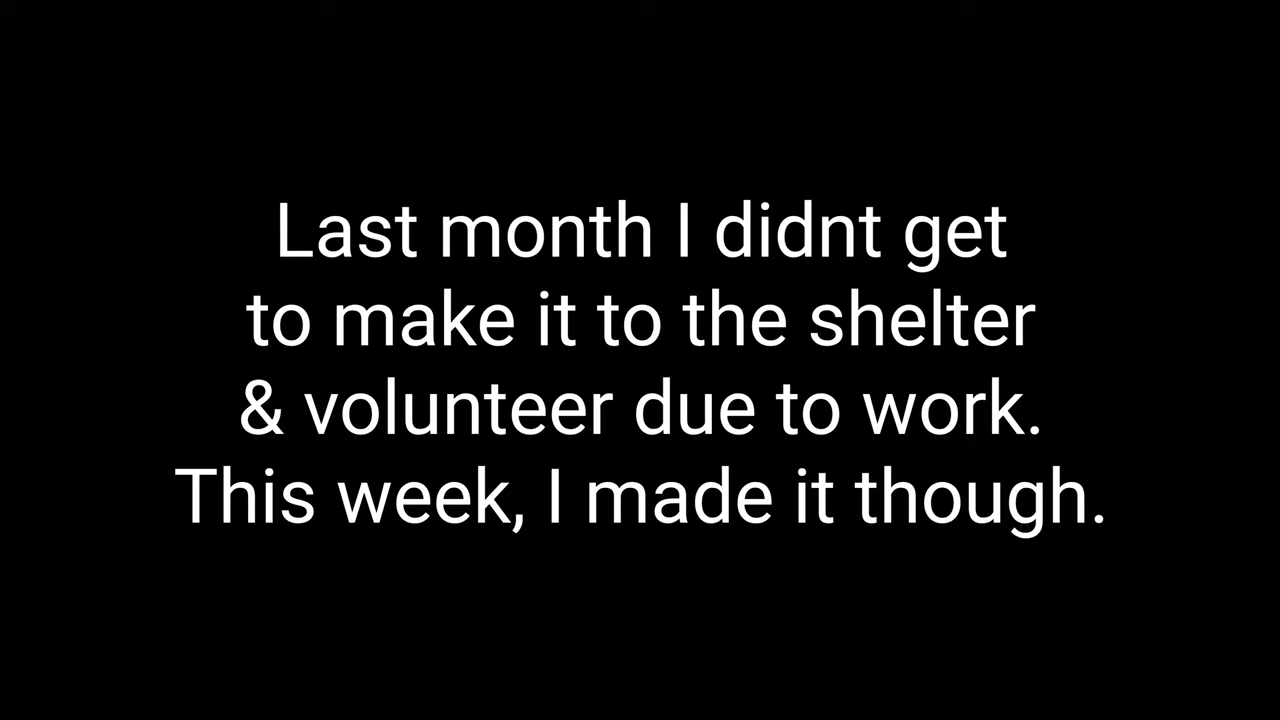 Last month I didnt get
to make it to the shelter
& volunteer due to work.
This week, I made it though.